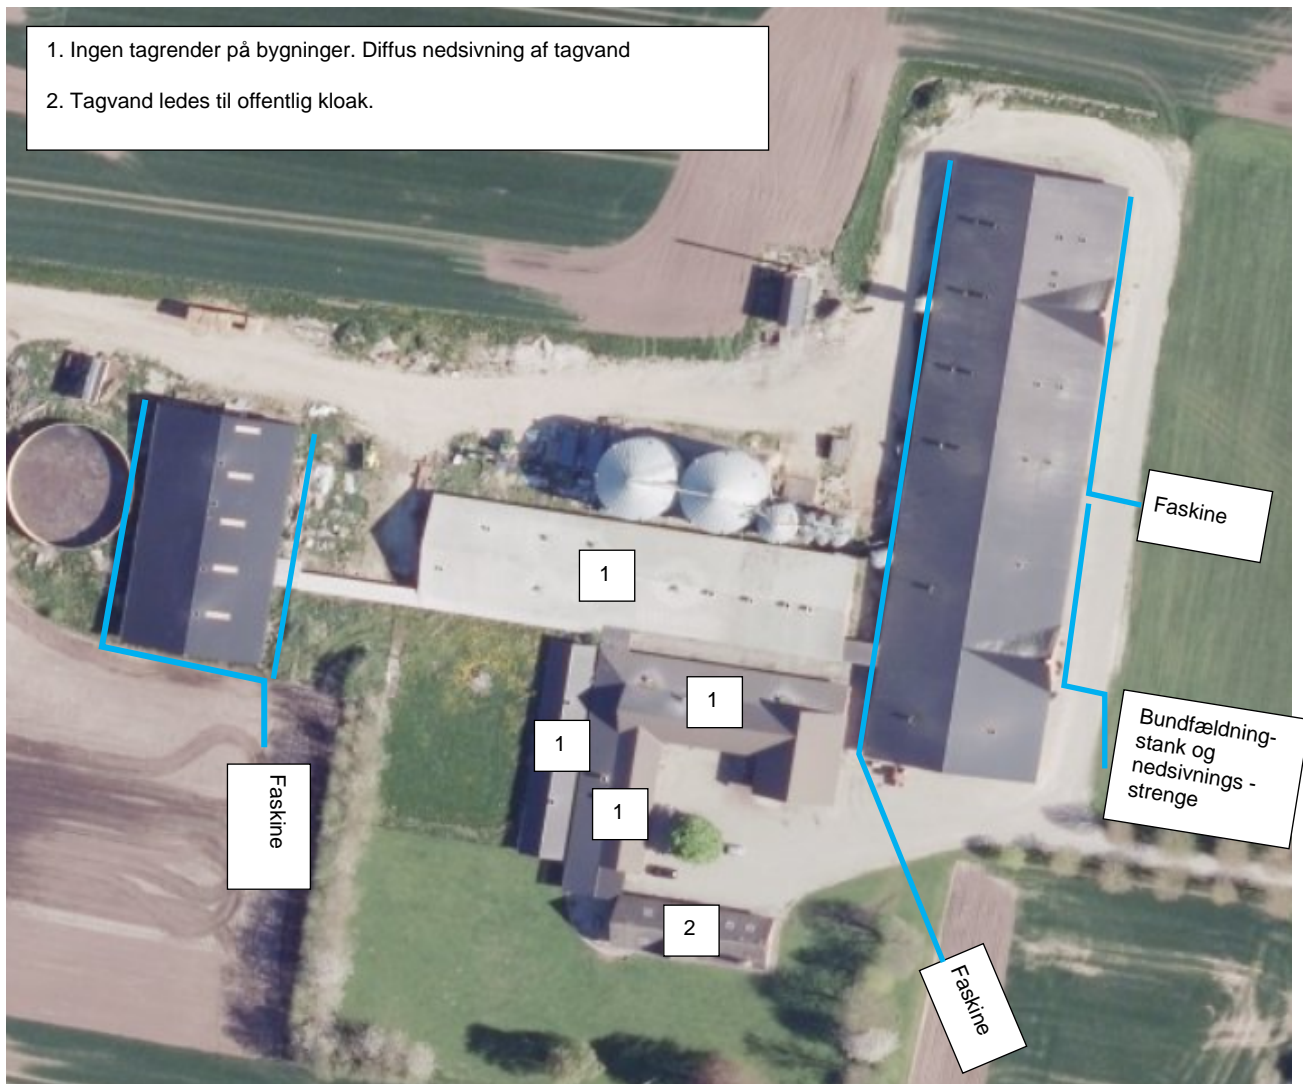 1. Ingen tagrender på bygninger. Diffus nedsivning af tagvand
2. Tagvand ledes til offentlig kloak.
Faskine
1
1
1
Bundfældning-
stank og
nedsivnings -
strenge
1
Faskine
2
Faskine